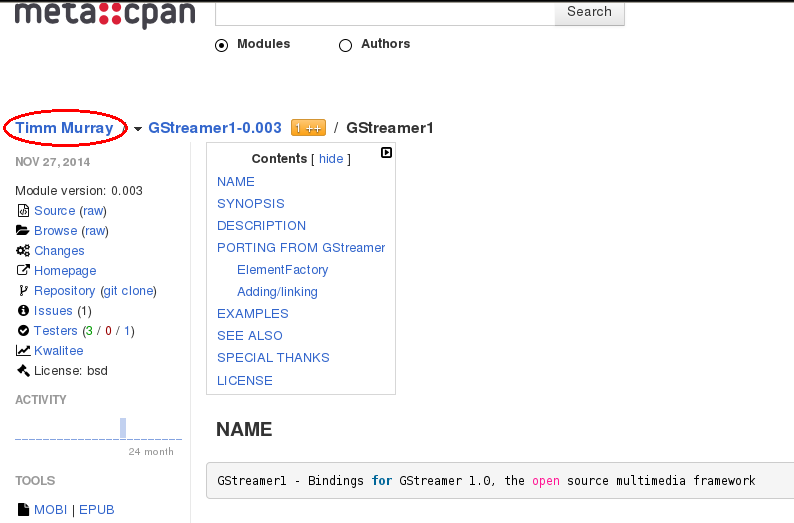 meta::cpan
Search
Modules Authors
Timm Murray / GStreamer1-0.003 1 ++ / GStreamer1
NOV 27, 2014
Module version: 0.003
Source (raw)
Browse (raw)
Changes
Homepage
Repository (git clone)
Issues (1)
Testers (3 / 0 / 1)
Kwalitee
License: bsd
ACTIVITY
24 month
TOOLS
MOBI | EPUB
Contents [ hide ]
NAME
SYNOPSIS
DESCRIPTION
PORTING FROM GStreamer
ElementFactory
Adding/linking
EXAMPLES
SEE ALSO
SPECIAL THANKS
LICENSE
NAME
GStreamer1 - Bindings for GStreamer 1.0, the open source multimedia framework